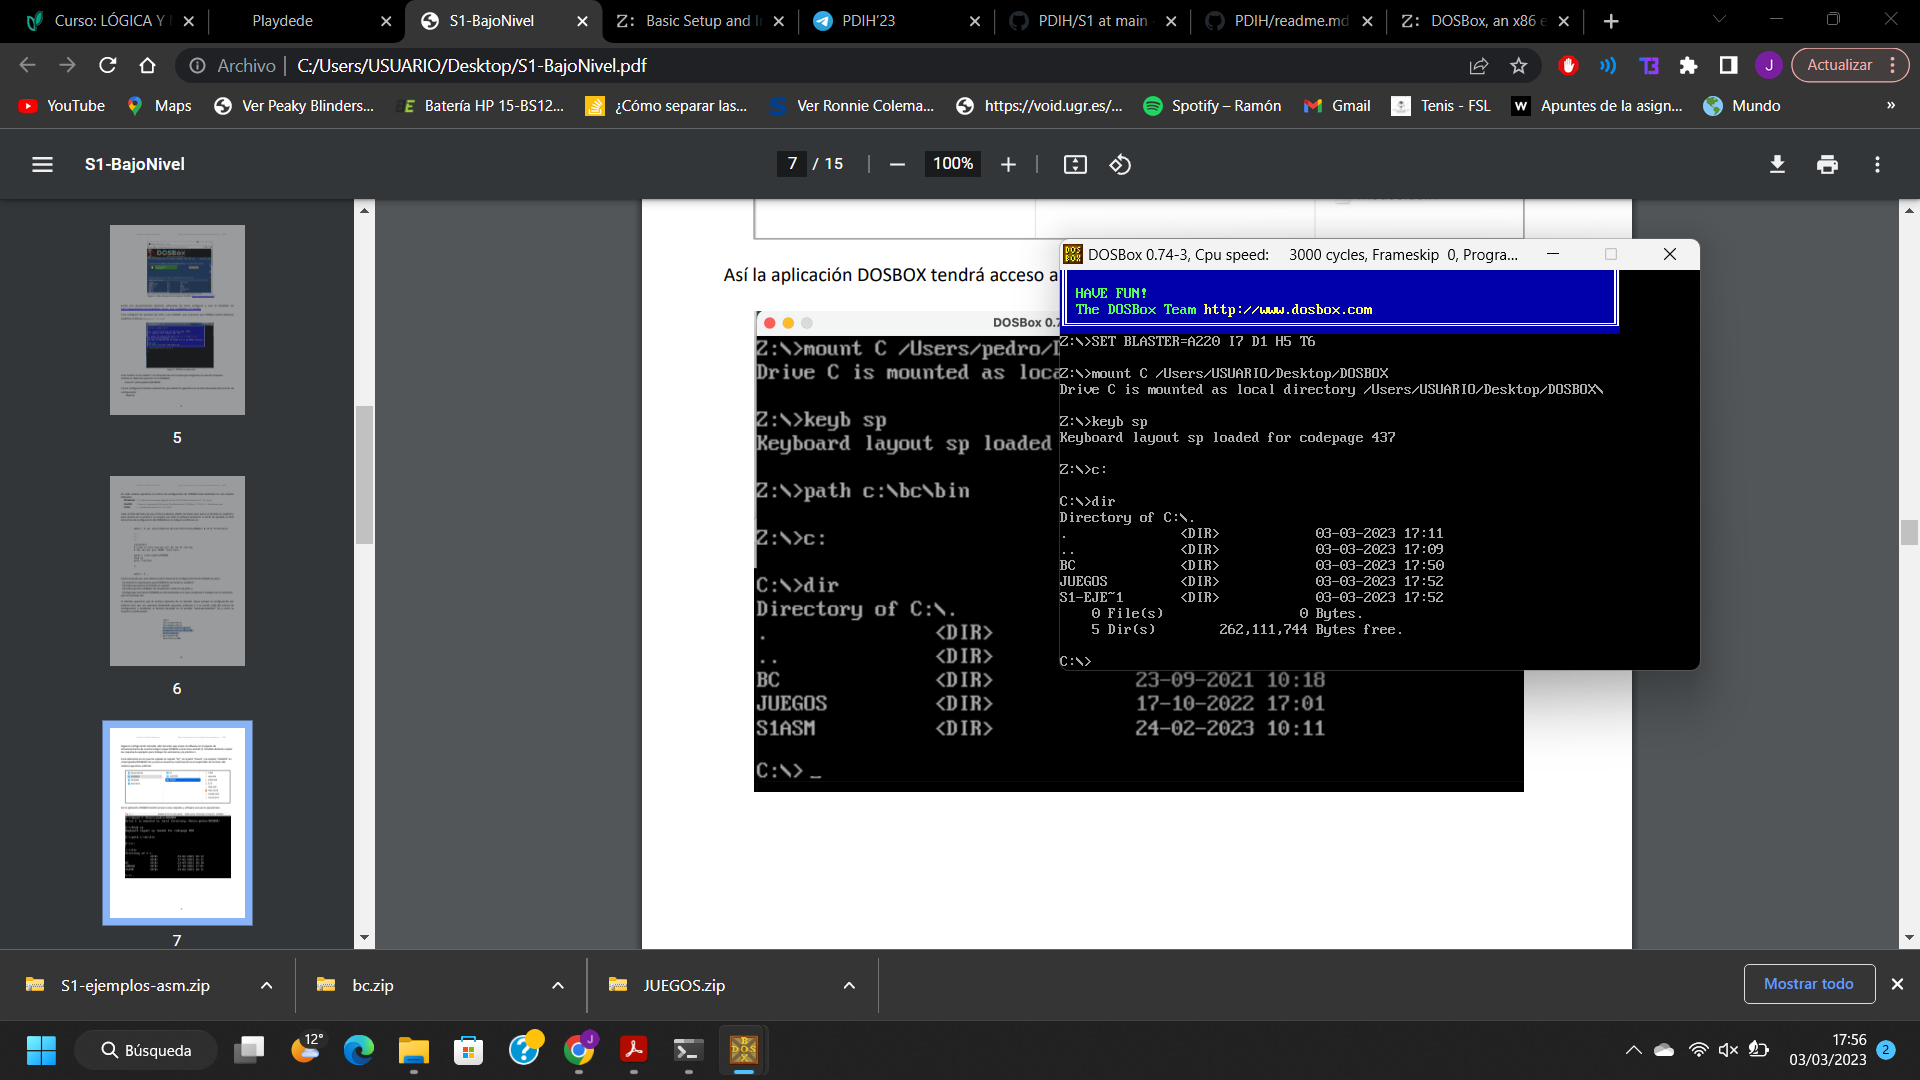 Curso: LÓGICA Y
Playdede
S1-BajoNivel
Z: Basic Setup and I
PDIH'23
PDIH/S1 at main
PDIH/readme.md
Z: DOSBox, an x86 e
Archivo
C:/Users/USUARIO/Desktop/S1-BajoNivel.pdf
J
Actualizar
YouTube
Maps
Ver Peaky Blinders...
Batería HP 15-BS12...
¿Cómo separar las...
Ver Ronnie Colema...
https://void.ugr.es/...
Spotify – Ramón
Gmail
Tenis - FSL
Apuntes de la asign...
Mundo
»
S1-BajoNivel
7 / 15
100%
5
6
7
Así la aplicación DOSBOX tendrá acceso a
DOSBox 0.7
Z:\>mount C /Users/pedro/D
Drive C is mounted as loca
Z:\>keyb sp
Keyboard layout sp loaded
Z:\>path c:\bc\bin
Z:\>c:
C:\>dir
Directory of C:\.
. <DIR>
.. <DIR>
BC <DIR> 23-09-2021 10:18
JUEGOS <DIR> 17-10-2022 17:01
S1ASM <DIR> 24-02-2023 10:11
C:\>_
DOSBox 0.74-3, Cpu speed: 3000 cycles, Frameskip 0, Progra...
HAVE FUN!
The DOSBox Team http://www.dosbox.com
Z:\>SET BLASTER=A220 I7 D1 H5 T6
Z:\>mount C /Users/USUARIO/Desktop/DOSBOX
Drive C is mounted as local directory /Users/USUARIO/Desktop/DOSBOX\
Z:\>keyb sp
Keyboard layout sp loaded for codepage 437
Z:\>c:
C:\>dir
Directory of C:\.
. <DIR> 03-03-2023 17:11
.. <DIR> 03-03-2023 17:09
BC <DIR> 03-03-2023 17:50
JUEGOS <DIR> 03-03-2023 17:52
S1-EJE~1 <DIR> 03-03-2023 17:52
0 File(s) 0 Bytes.
5 Dir(s) 262,111,744 Bytes free.
C:\>
S1-ejemplos-asm.zip
bc.zip
JUEGOS.zip
Mostrar todo
Búsqueda
12°
17:56
03/03/2023
2